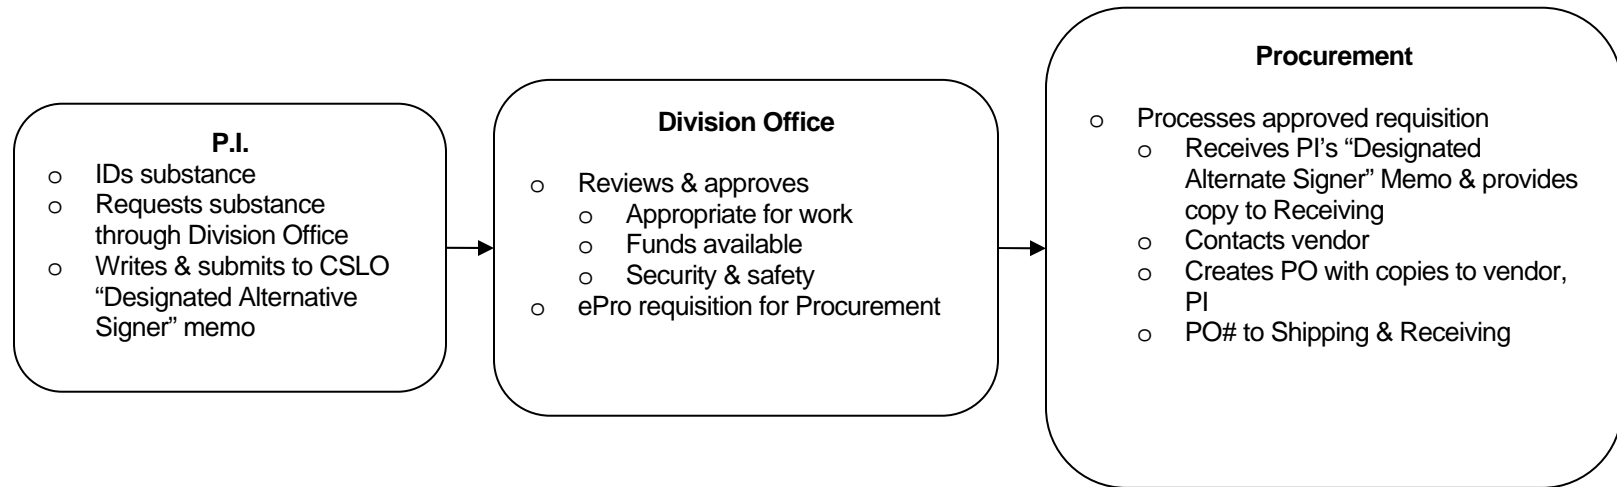 P.I.
o IDs substance
o Requests substance
through Division Office
o Writes & submits to CSLO
“Designated Alternative
Signer” memo
Division Office
o Reviews & approves
o Appropriate for work
o Funds available
o Security & safety
o ePro requisition for Procurement
Procurement
o Processes approved requisition
o Receives PI’s “Designated
Alternate Signer” Memo & provides
copy to Receiving
o Contacts vendor
o Creates PO with copies to vendor,
PI
o PO# to Shipping & Receiving